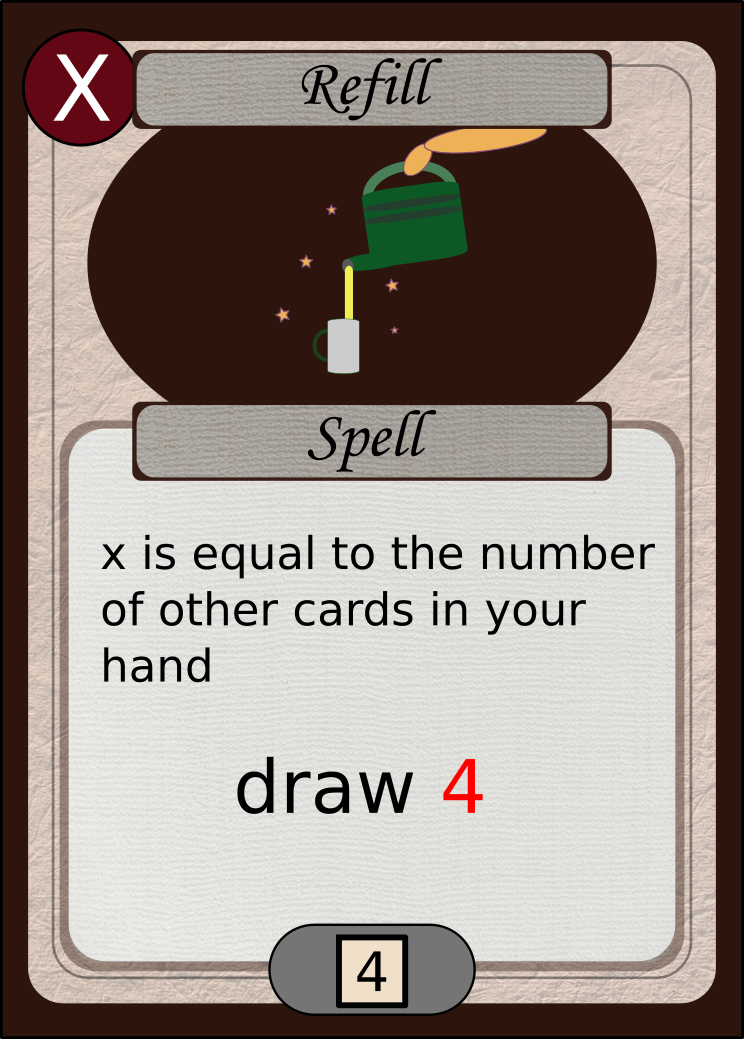 X
Refill
Spell
x is equal to the number
of other cards in your
hand
draw 4
4